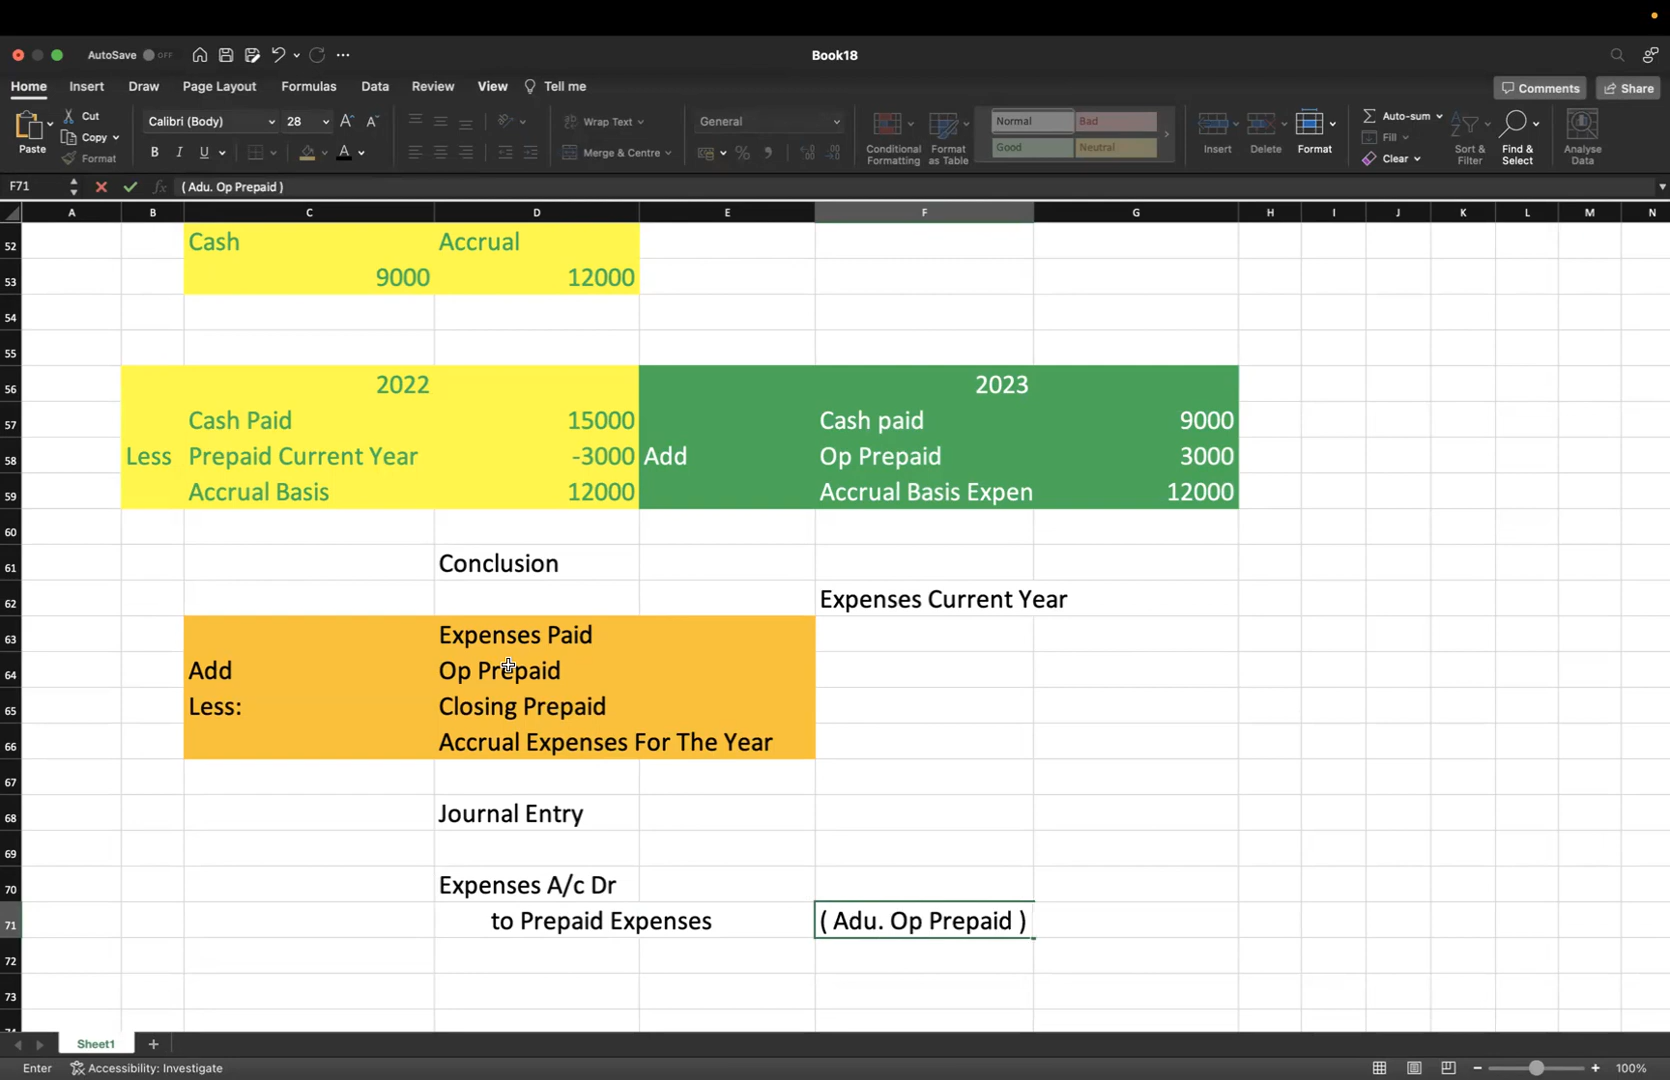 AutoSave OFF
Book18
Home Insert Draw Page Layout Formulas Data Review View Tell me
Comments Share
Paste
Cut
Copy
Format
Calibri (Body) 28
A A
B I U A
Wrap Text
Merge & Centre
General
Conditional Formatting
Format as Table
Normal Bad
Good Neutral
Insert Delete Format
Auto-sum
Fill
Clear
Sort & Filter
Find & Select
Analyse Data
F71 fx ( Adu. Op Prepaid )
A B C D E F G H I J K L M N
52 Cash Accrual
53 9000 12000
54
55
56 2022 2023
57 Cash Paid 15000 Cash paid 9000
58 Less Prepaid Current Year -3000 Add Op Prepaid 3000
59 Accrual Basis 12000 Accrual Basis Expen 12000
60
61 Conclusion
62 Expenses Current Year
63 Expenses Paid
64 Add Op Prepaid
65 Less: Closing Prepaid
66 Accrual Expenses For The Year
67
68 Journal Entry
69
70 Expenses A/c Dr
71 to Prepaid Expenses ( Adu. Op Prepaid )
72
73
74
Sheet1
Enter Accessibility: Investigate 100%